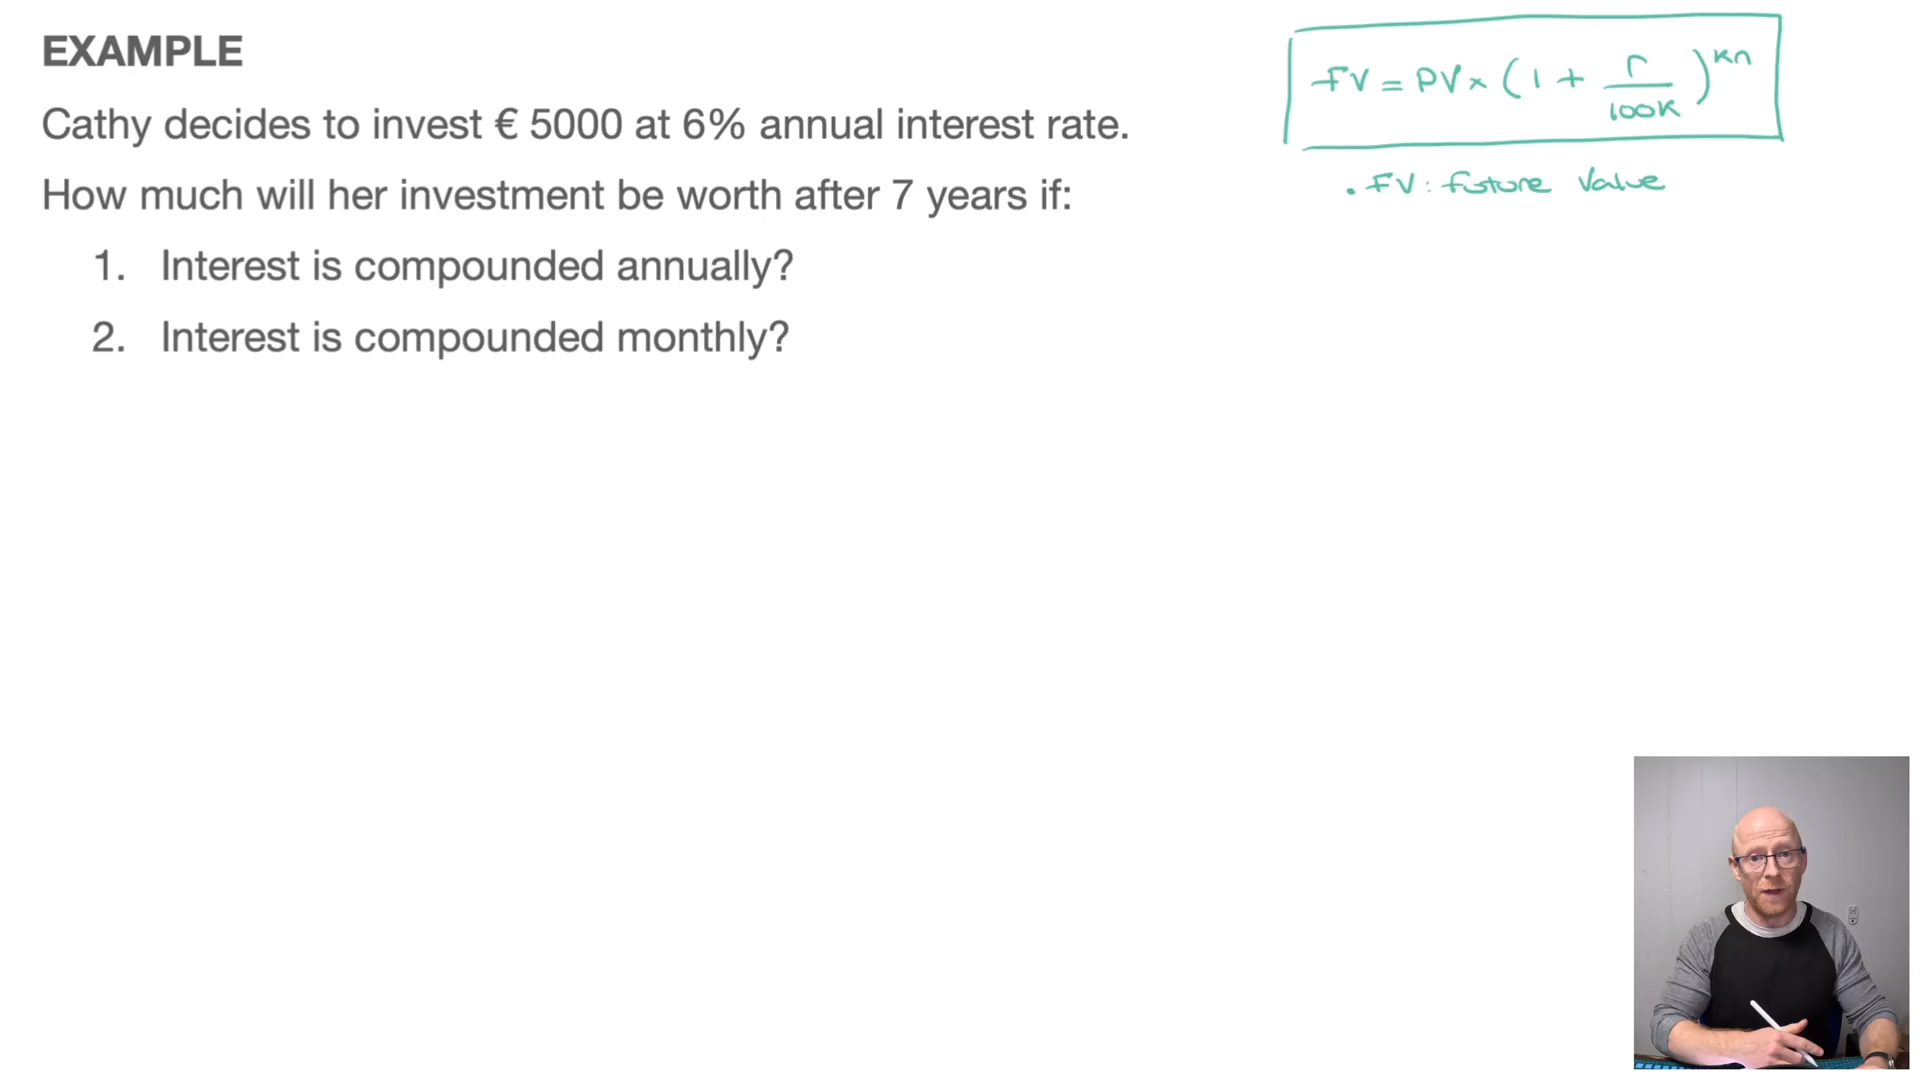 EXAMPLE
Cathy decides to invest € 5000 at 6% annual interest rate.
How much will her investment be worth after 7 years if:
1. Interest is compounded annually?
2. Interest is compounded monthly?
FV = PV × (1 + r / 100k)^kn
. FV : future value